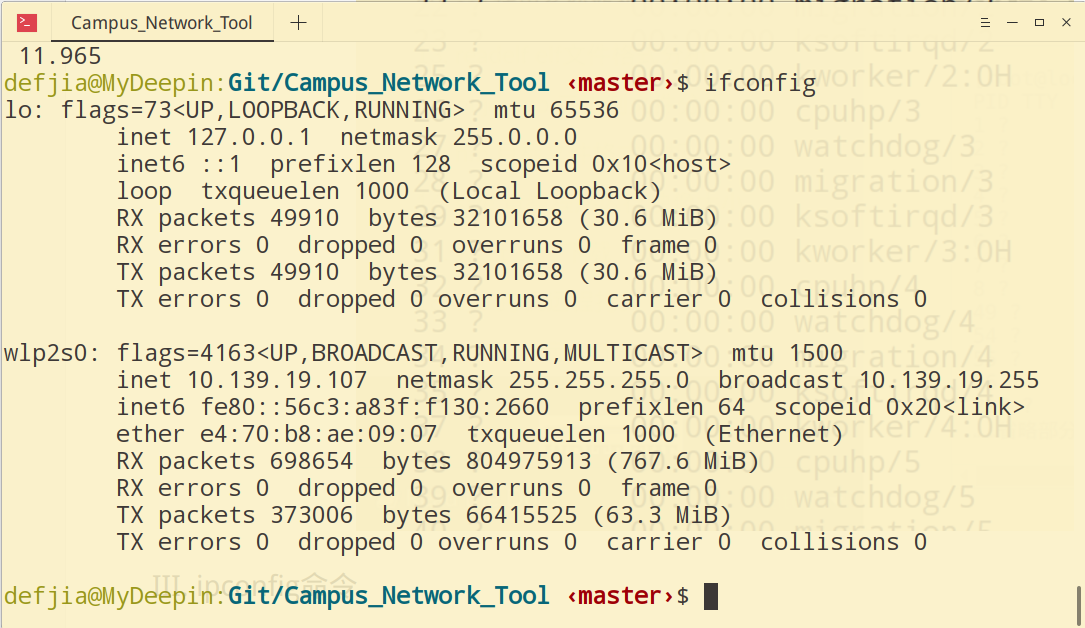 Campus_Network_Tool
11.965
defjia@MyDeepin:Git/Campus_Network_Tool ‹master›$ ifconfig
lo: flags=73<UP,LOOPBACK,RUNNING>  mtu 65536
        inet 127.0.0.1  netmask 255.0.0.0
        inet6 ::1  prefixlen 128  scopeid 0x10<host>
        loop  txqueuelen 1000  (Local Loopback)
        RX packets 49910  bytes 32101658 (30.6 MiB)
        RX errors 0  dropped 0  overruns 0  frame 0
        TX packets 49910  bytes 32101658 (30.6 MiB)
        TX errors 0  dropped 0 overruns 0  carrier 0  collisions 0
wlp2s0: flags=4163<UP,BROADCAST,RUNNING,MULTICAST>  mtu 1500
        inet 10.139.19.107  netmask 255.255.255.0  broadcast 10.139.19.255
        inet6 fe80::56c3:a83f:f130:2660  prefixlen 64  scopeid 0x20<link>
        ether e4:70:b8:ae:09:07  txqueuelen 1000  (Ethernet)
        RX packets 698654  bytes 804975913 (767.6 MiB)
        RX errors 0  dropped 0  overruns 0  frame 0
        TX packets 373006  bytes 66415525 (63.3 MiB)
        TX errors 0  dropped 0 overruns 0  carrier 0  collisions 0
defjia@MyDeepin:Git/Campus_Network_Tool ‹master›$